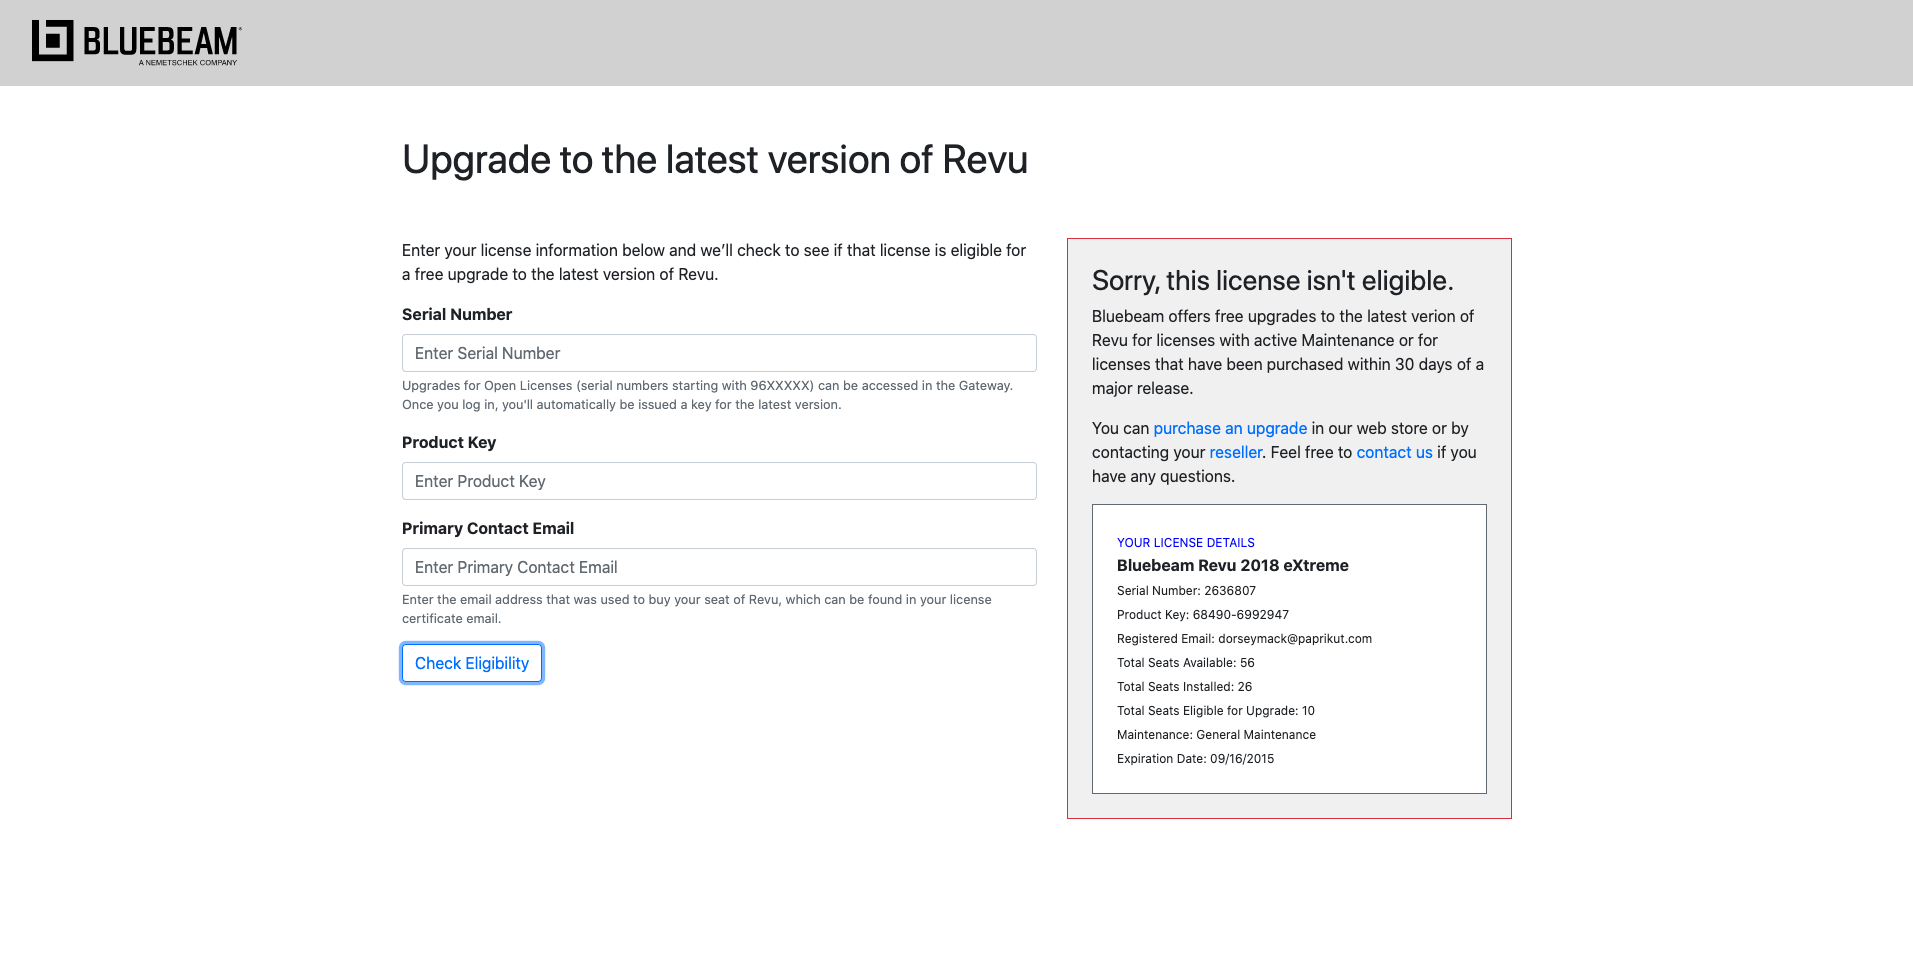 BLUEBEAM®
A NEMETSCHEK COMPANY
Upgrade to the latest version of Revu
Enter your license information below and we’ll check to see if that license is eligible for
a free upgrade to the latest version of Revu.
Serial Number
Enter Serial Number
Upgrades for Open Licenses (serial numbers starting with 96XXXXX) can be accessed in the Gateway.
Once you log in, you'll automatically be issued a key for the latest version.
Product Key
Enter Product Key
Primary Contact Email
Enter Primary Contact Email
Enter the email address that was used to buy your seat of Revu, which can be found in your license
certificate email.
Check Eligibility
Sorry, this license isn't eligible.
Bluebeam offers free upgrades to the latest verion of
Revu for licenses with active Maintenance or for
licenses that have been purchased within 30 days of a
major release.
You can purchase an upgrade in our web store or by
contacting your reseller. Feel free to contact us if you
have any questions.
YOUR LICENSE DETAILS
Bluebeam Revu 2018 eXtreme
Serial Number: 2636807
Product Key: 68490-6992947
Registered Email: dorseymack@paprikut.com
Total Seats Available: 56
Total Seats Installed: 26
Total Seats Eligible for Upgrade: 10
Maintenance: General Maintenance
Expiration Date: 09/16/2015